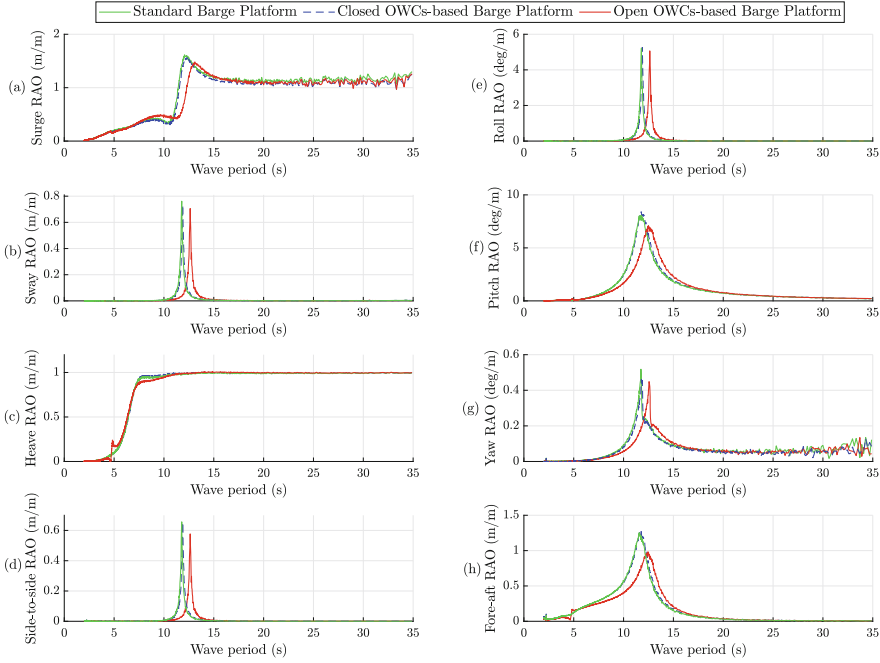 Standard Barge Platform Closed OWCs-based Barge Platform Open OWCs-based Barge Platform
(a)
Surge RAO (m/m)
2
1
0
0 5 10 15 20 25 30 35
Wave period (s)
(b)
Sway RAO (m/m)
0.8
0.6
0.4
0.2
0
0 5 10 15 20 25 30 35
Wave period (s)
(c)
Heave RAO (m/m)
1
0.5
0
0 5 10 15 20 25 30 35
Wave period (s)
(d)
Side-to-side RAO (m/m)
0.6
0.4
0.2
0
0 5 10 15 20 25 30 35
Wave period (s)
(e)
Roll RAO (deg/m)
6
4
2
0
0 5 10 15 20 25 30 35
Wave period (s)
(f)
Pitch RAO (deg/m)
10
5
0
0 5 10 15 20 25 30 35
Wave period (s)
(g)
Yaw RAO (deg/m)
0.6
0.4
0.2
0
0 5 10 15 20 25 30 35
Wave period (s)
(h)
Fore-aft RAO (m/m)
1.5
1
0.5
0
0 5 10 15 20 25 30 35
Wave period (s)